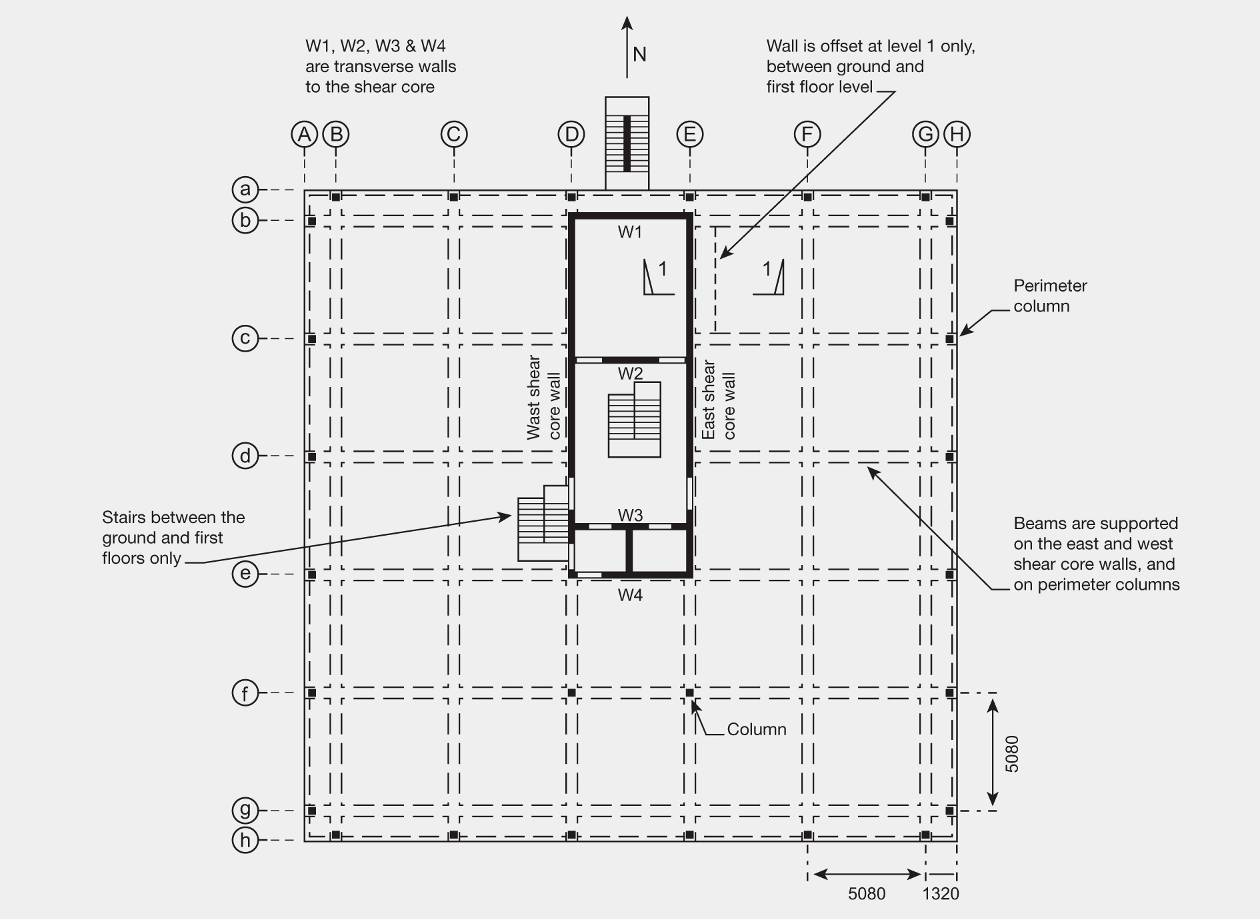 W1, W2, W3 & W4
are transverse walls
to the shear core
N
Wall is offset at level 1 only,
between ground and
first floor level
A B C D E F G H
a
b
c
d
e
f
g
h
W1
1
1
Perimeter
column
W2
Wast shear
core wall
East shear
core wall
Stairs between the
ground and first
floors only
W3
W4
Beams are supported
on the east and west
shear core walls, and
on perimeter columns
Column
5080
5080
1320